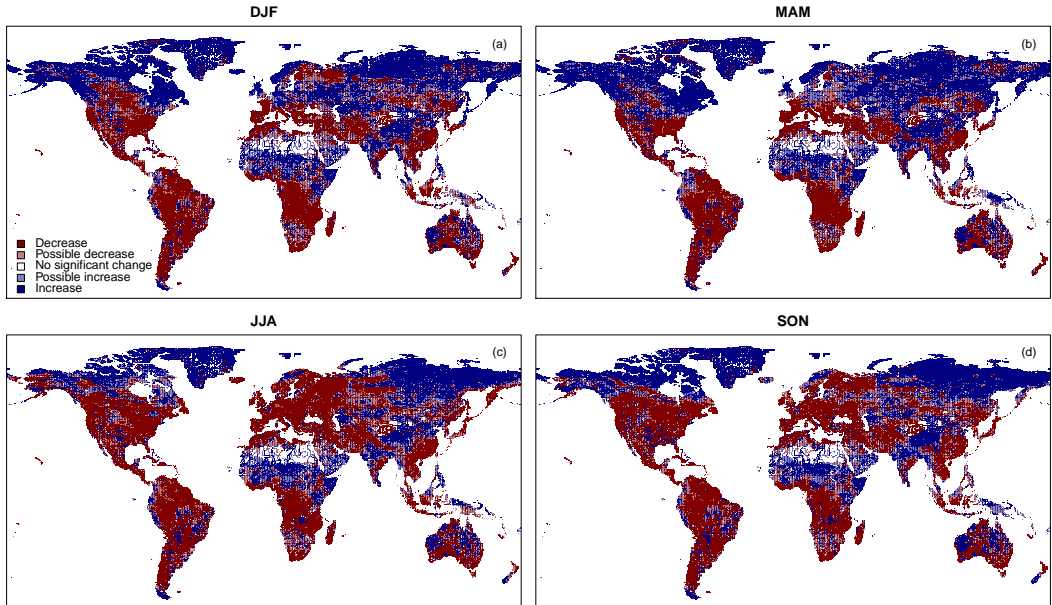 DJF
MAM
(a)
(b)
Decrease
Possible decrease
No significant change
Possible increase
Increase
JJA
SON
(c)
(d)